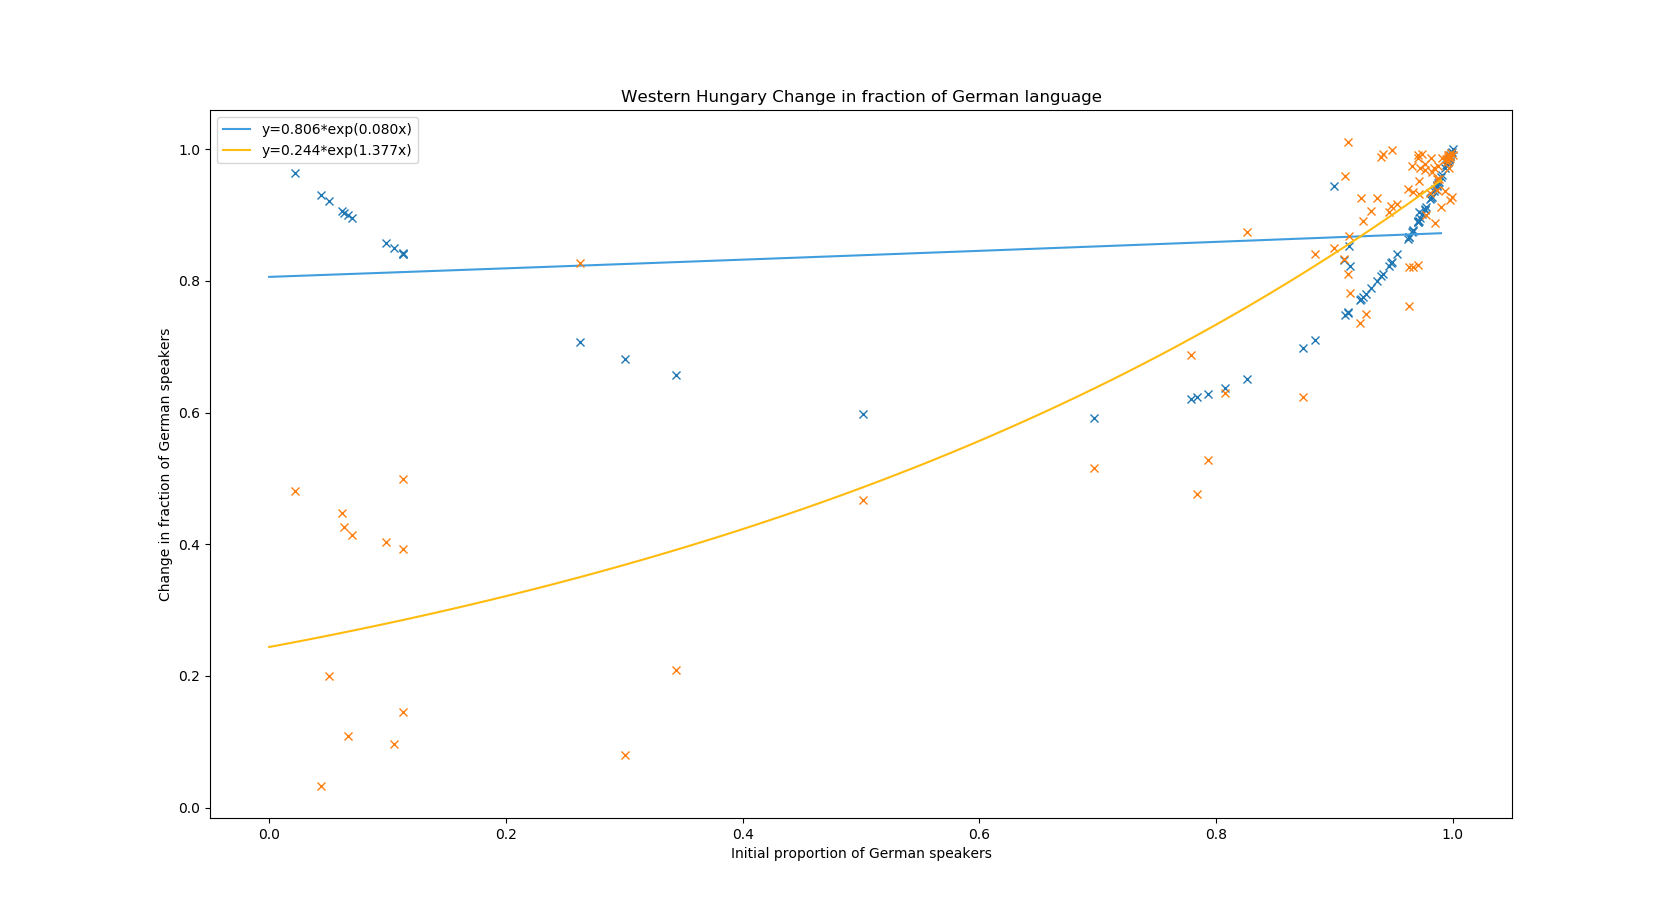 Western Hungary Change in fraction of German language
y=0.806*exp(0.080x)
y=0.244*exp(1.377x)
Change in fraction of German speakers
1.0
0.8
0.6
0.4
0.2
0.0
0.0 0.2 0.4 0.6 0.8 1.0
Initial proportion of German speakers